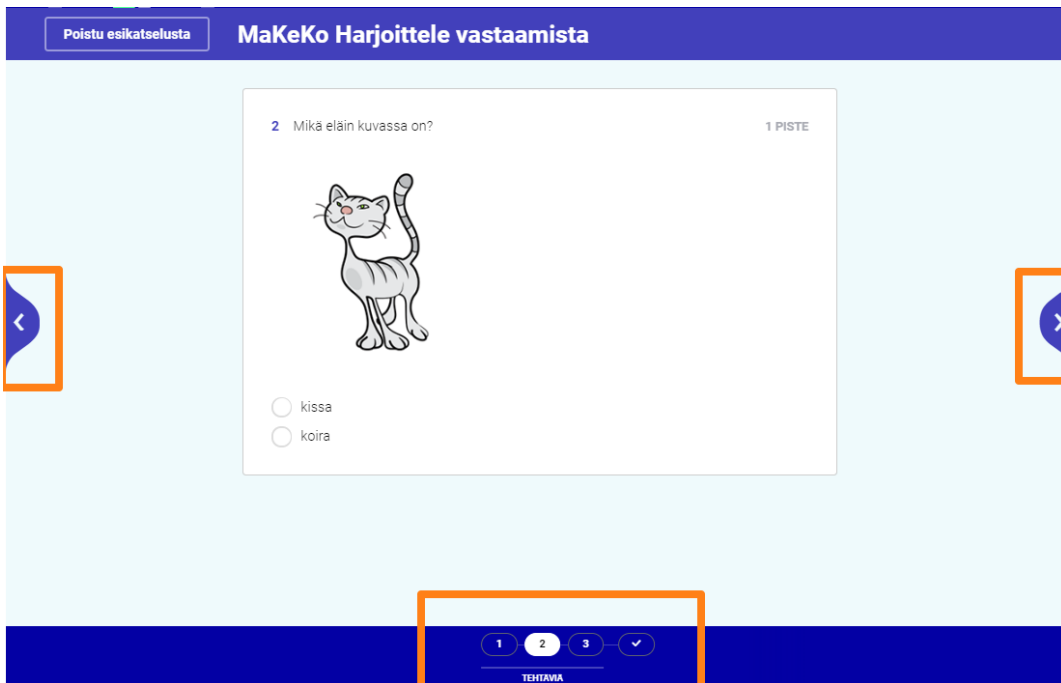 Poistu esikatselusta
MaKeKo Harjoittele vastaamista
2 Mikä eläin kuvassa on?
1 PISTE
kissa
koira
1 2 3
TEHTÄVIÄ